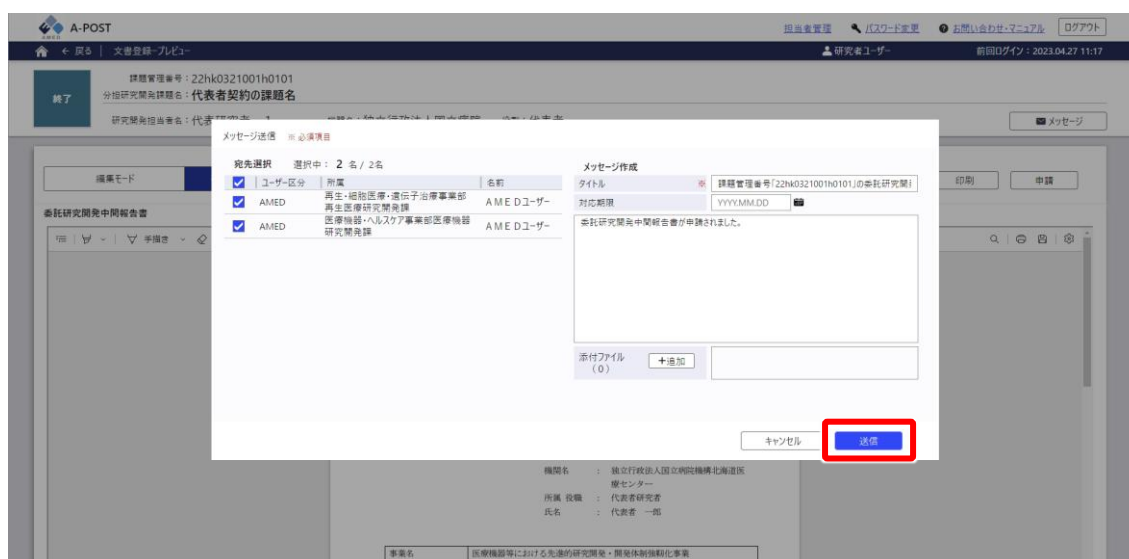 AMED
A-POST
担当者管理 パスワード変更 お問い合わせ・マニュアル ログアウト
← 戻る | 文書登録-プレビュー 研究者ユーザー 前回ログイン：2023.04.27 11:17
終了
課題管理番号：22hk0321001h0101
分担研究開発課題名：代表者契約の課題名
研究開発担当者名：
メッセージ
メッセージ送信 ※ 必須項目
宛先選択 選択中： 2 名 / 2名
ユーザー区分 所属 名前
AMED 再生・細胞医療・遺伝子治療事業部 AMEDユーザー
再生医療研究開発課
AMED 医療機器・ヘルスケア事業部医療機器 AMEDユーザー
研究開発課
メッセージ作成
タイトル ※ 課題管理番号「22hk0321001h0101」の委託研究開
対応期限 YYYY.MM.DD
委託研究開発中間報告書が申請されました。
添付ファイル
(0)
+追加
キャンセル 送信
編集モード 印刷 申請
委託研究開発中間報告書
手描き
機関名 ： 独立行政法人国立病院機構北海道医
療センター
所属 役職 ： 代表者研究者
氏名 ： 代表者 一郎
事業名 医療機器等における先進的研究開発・開発体制強靭化事業